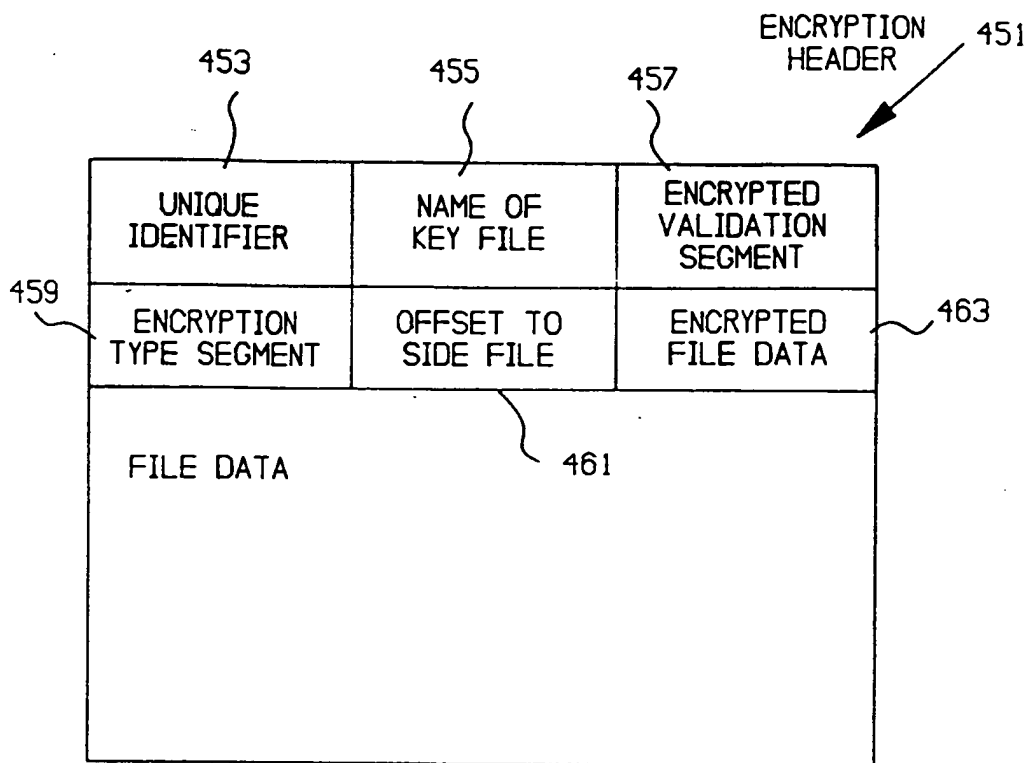 ENCRYPTION
HEADER
451
453
455
457
UNIQUE
IDENTIFIER
NAME OF
KEY FILE
ENCRYPTED
VALIDATION
SEGMENT
459
ENCRYPTION
TYPE SEGMENT
OFFSET TO
SIDE FILE
ENCRYPTED
FILE DATA
463
461
FILE DATA